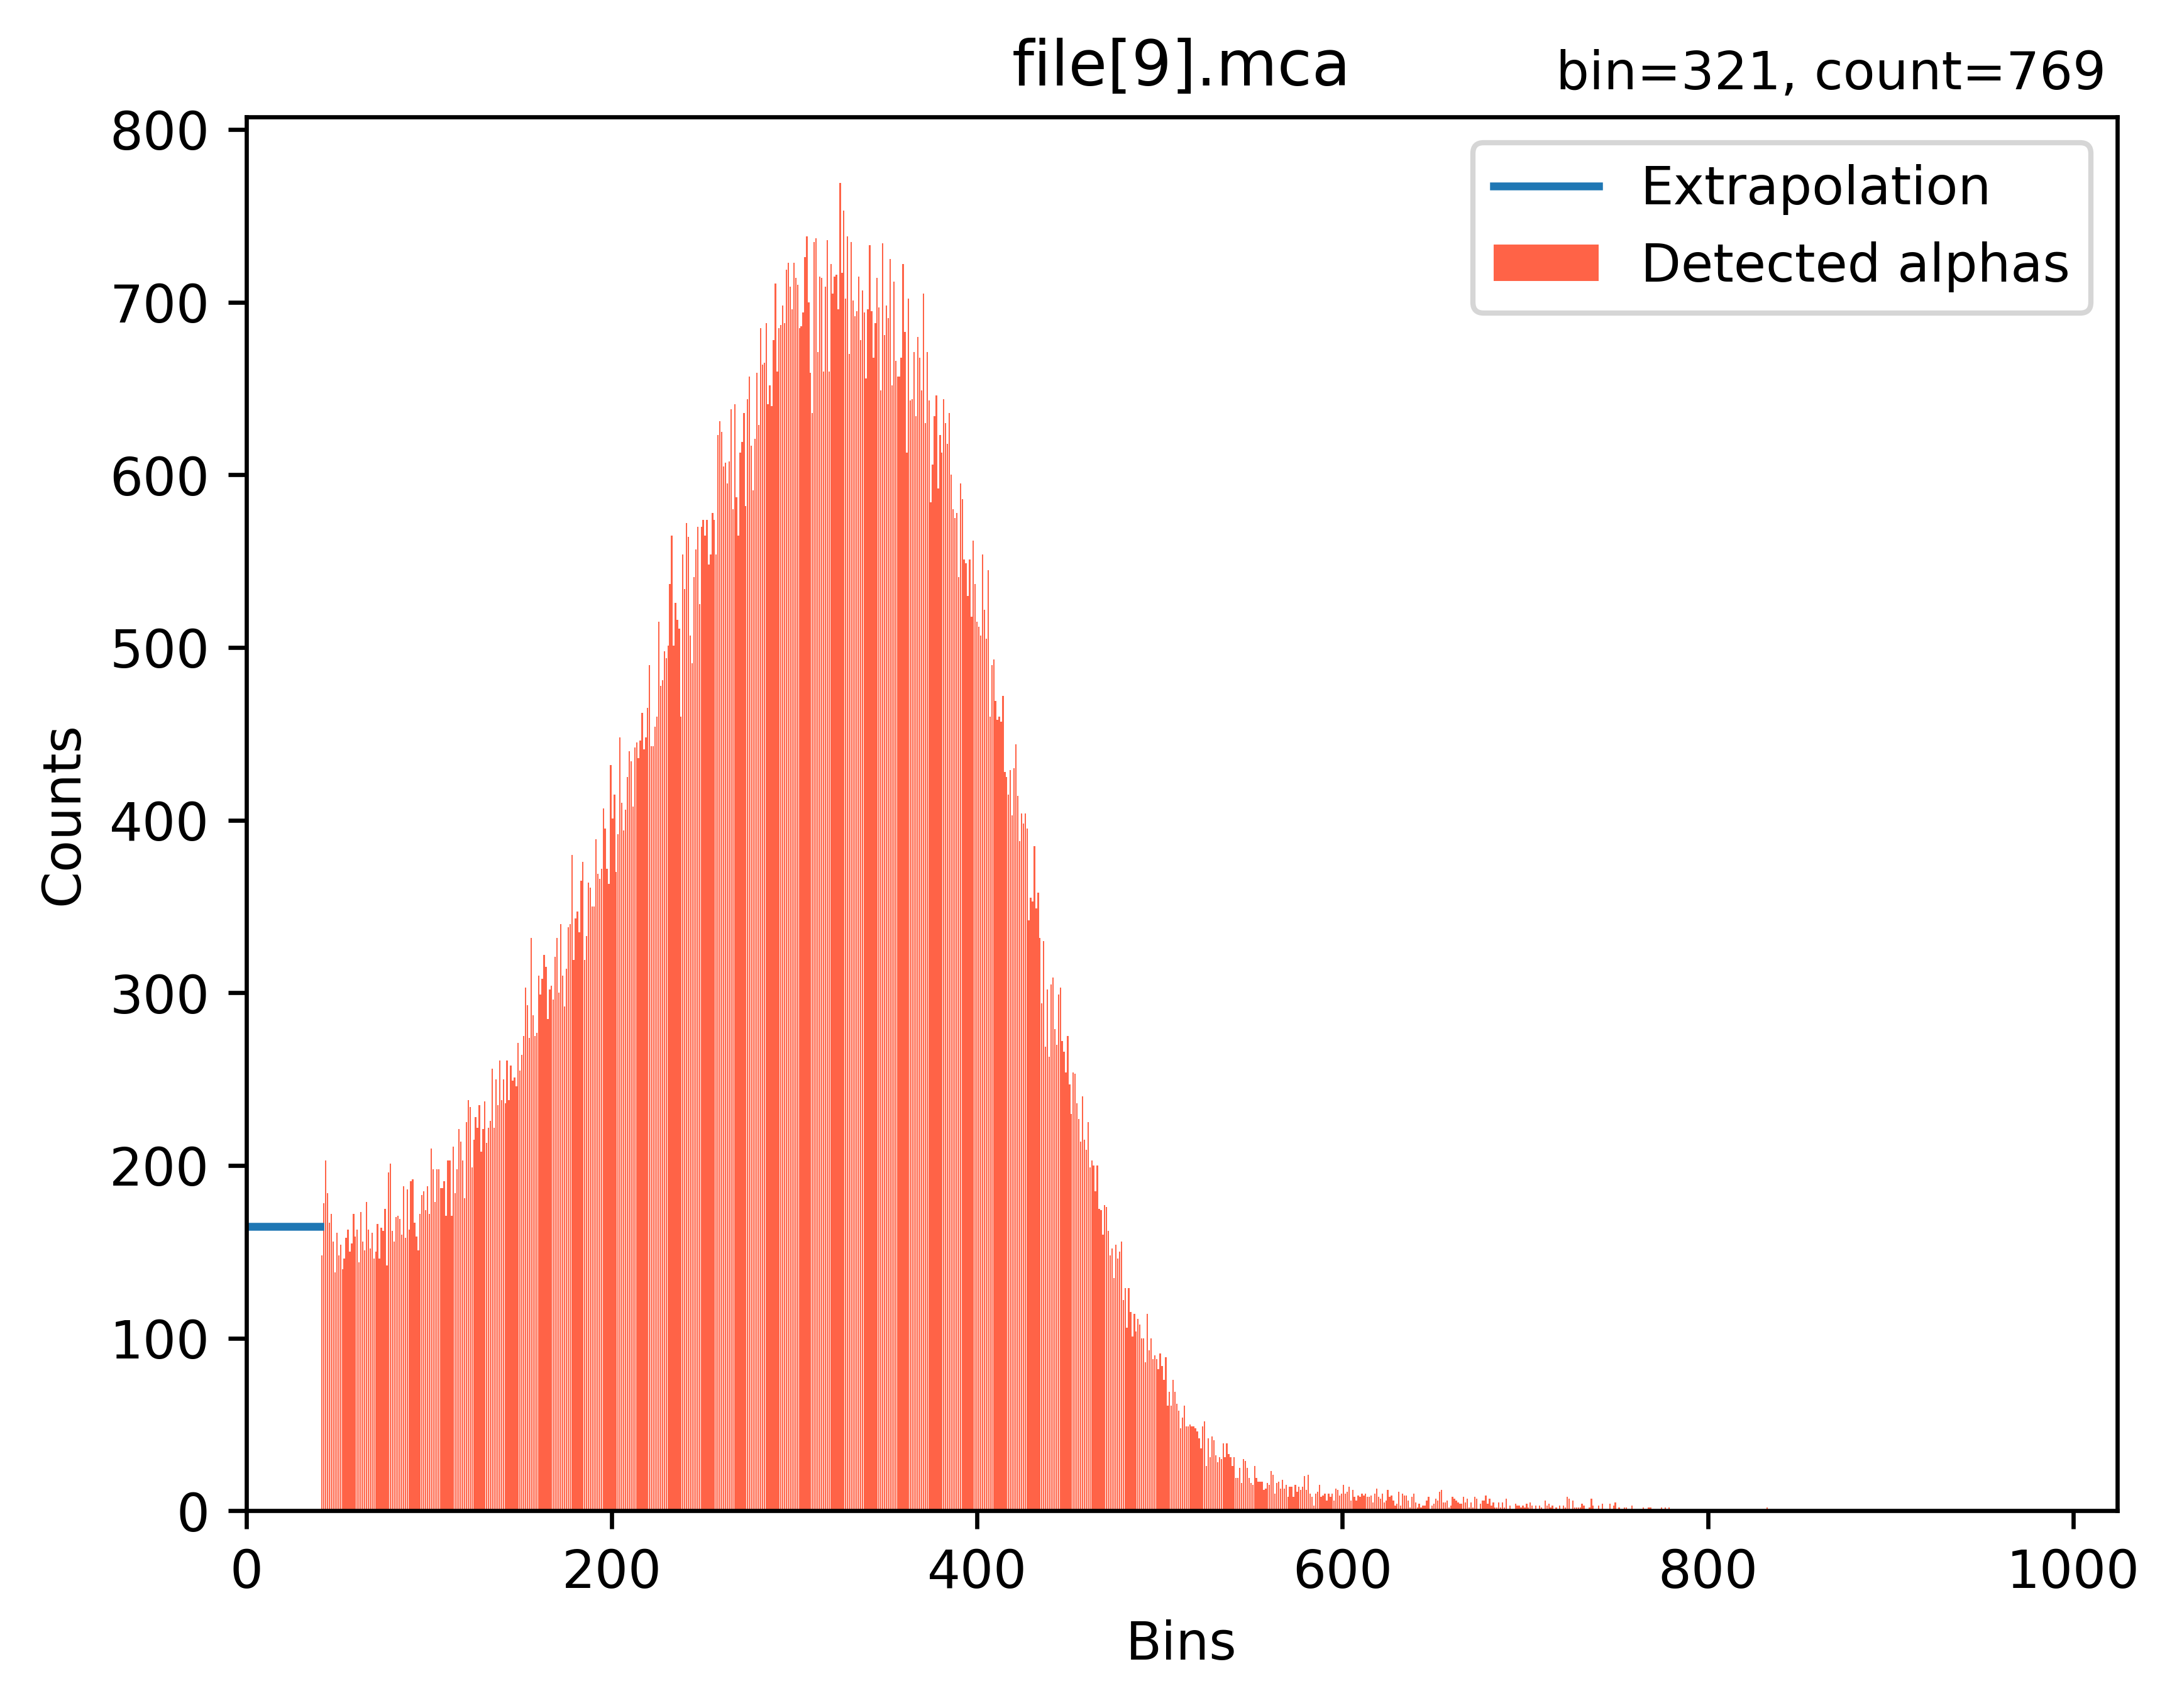 file[9].mca
bin=321, count=769
Extrapolation
Detected alphas
800
700
600
500
400
300
200
100
0
Counts
0 200 400 600 800 1000
Bins